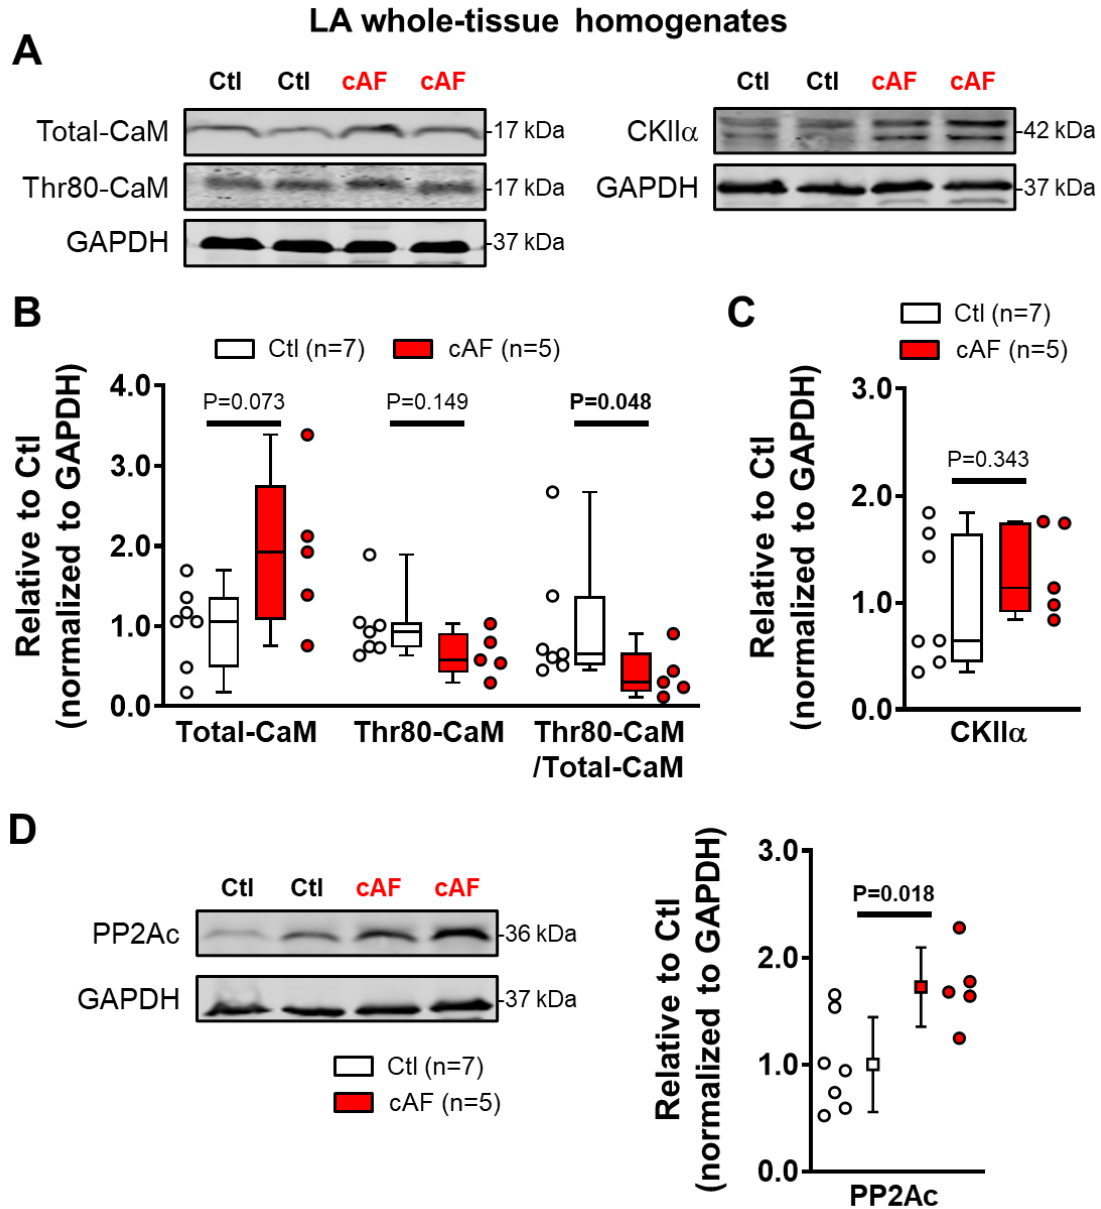 LA whole-tissue homogenates
A
Ctl Ctl cAF cAF
Total-CaM
-17 kDa
Thr80-CaM
-17 kDa
GAPDH
-37 kDa
Ctl Ctl cAF cAF
CKIIα
-42 kDa
GAPDH
-37 kDa
B
Ctl (n=7)
cAF (n=5)
Relative to Ctl
(normalized to GAPDH)
4.0
3.0
2.0
1.0
0.0
P=0.073
P=0.149
P=0.048
Total-CaM
Thr80-CaM
Thr80-CaM
/Total-CaM
C
Ctl (n=7)
cAF (n=5)
Relative to Ctl
(normalized to GAPDH)
3.0
2.0
1.0
0.0
P=0.343
CKIIα
D
Ctl Ctl cAF cAF
PP2Ac
-36 kDa
GAPDH
-37 kDa
Ctl (n=7)
cAF (n=5)
Relative to Ctl
(normalized to GAPDH)
3.0
2.0
1.0
0.0
P=0.018
PP2Ac